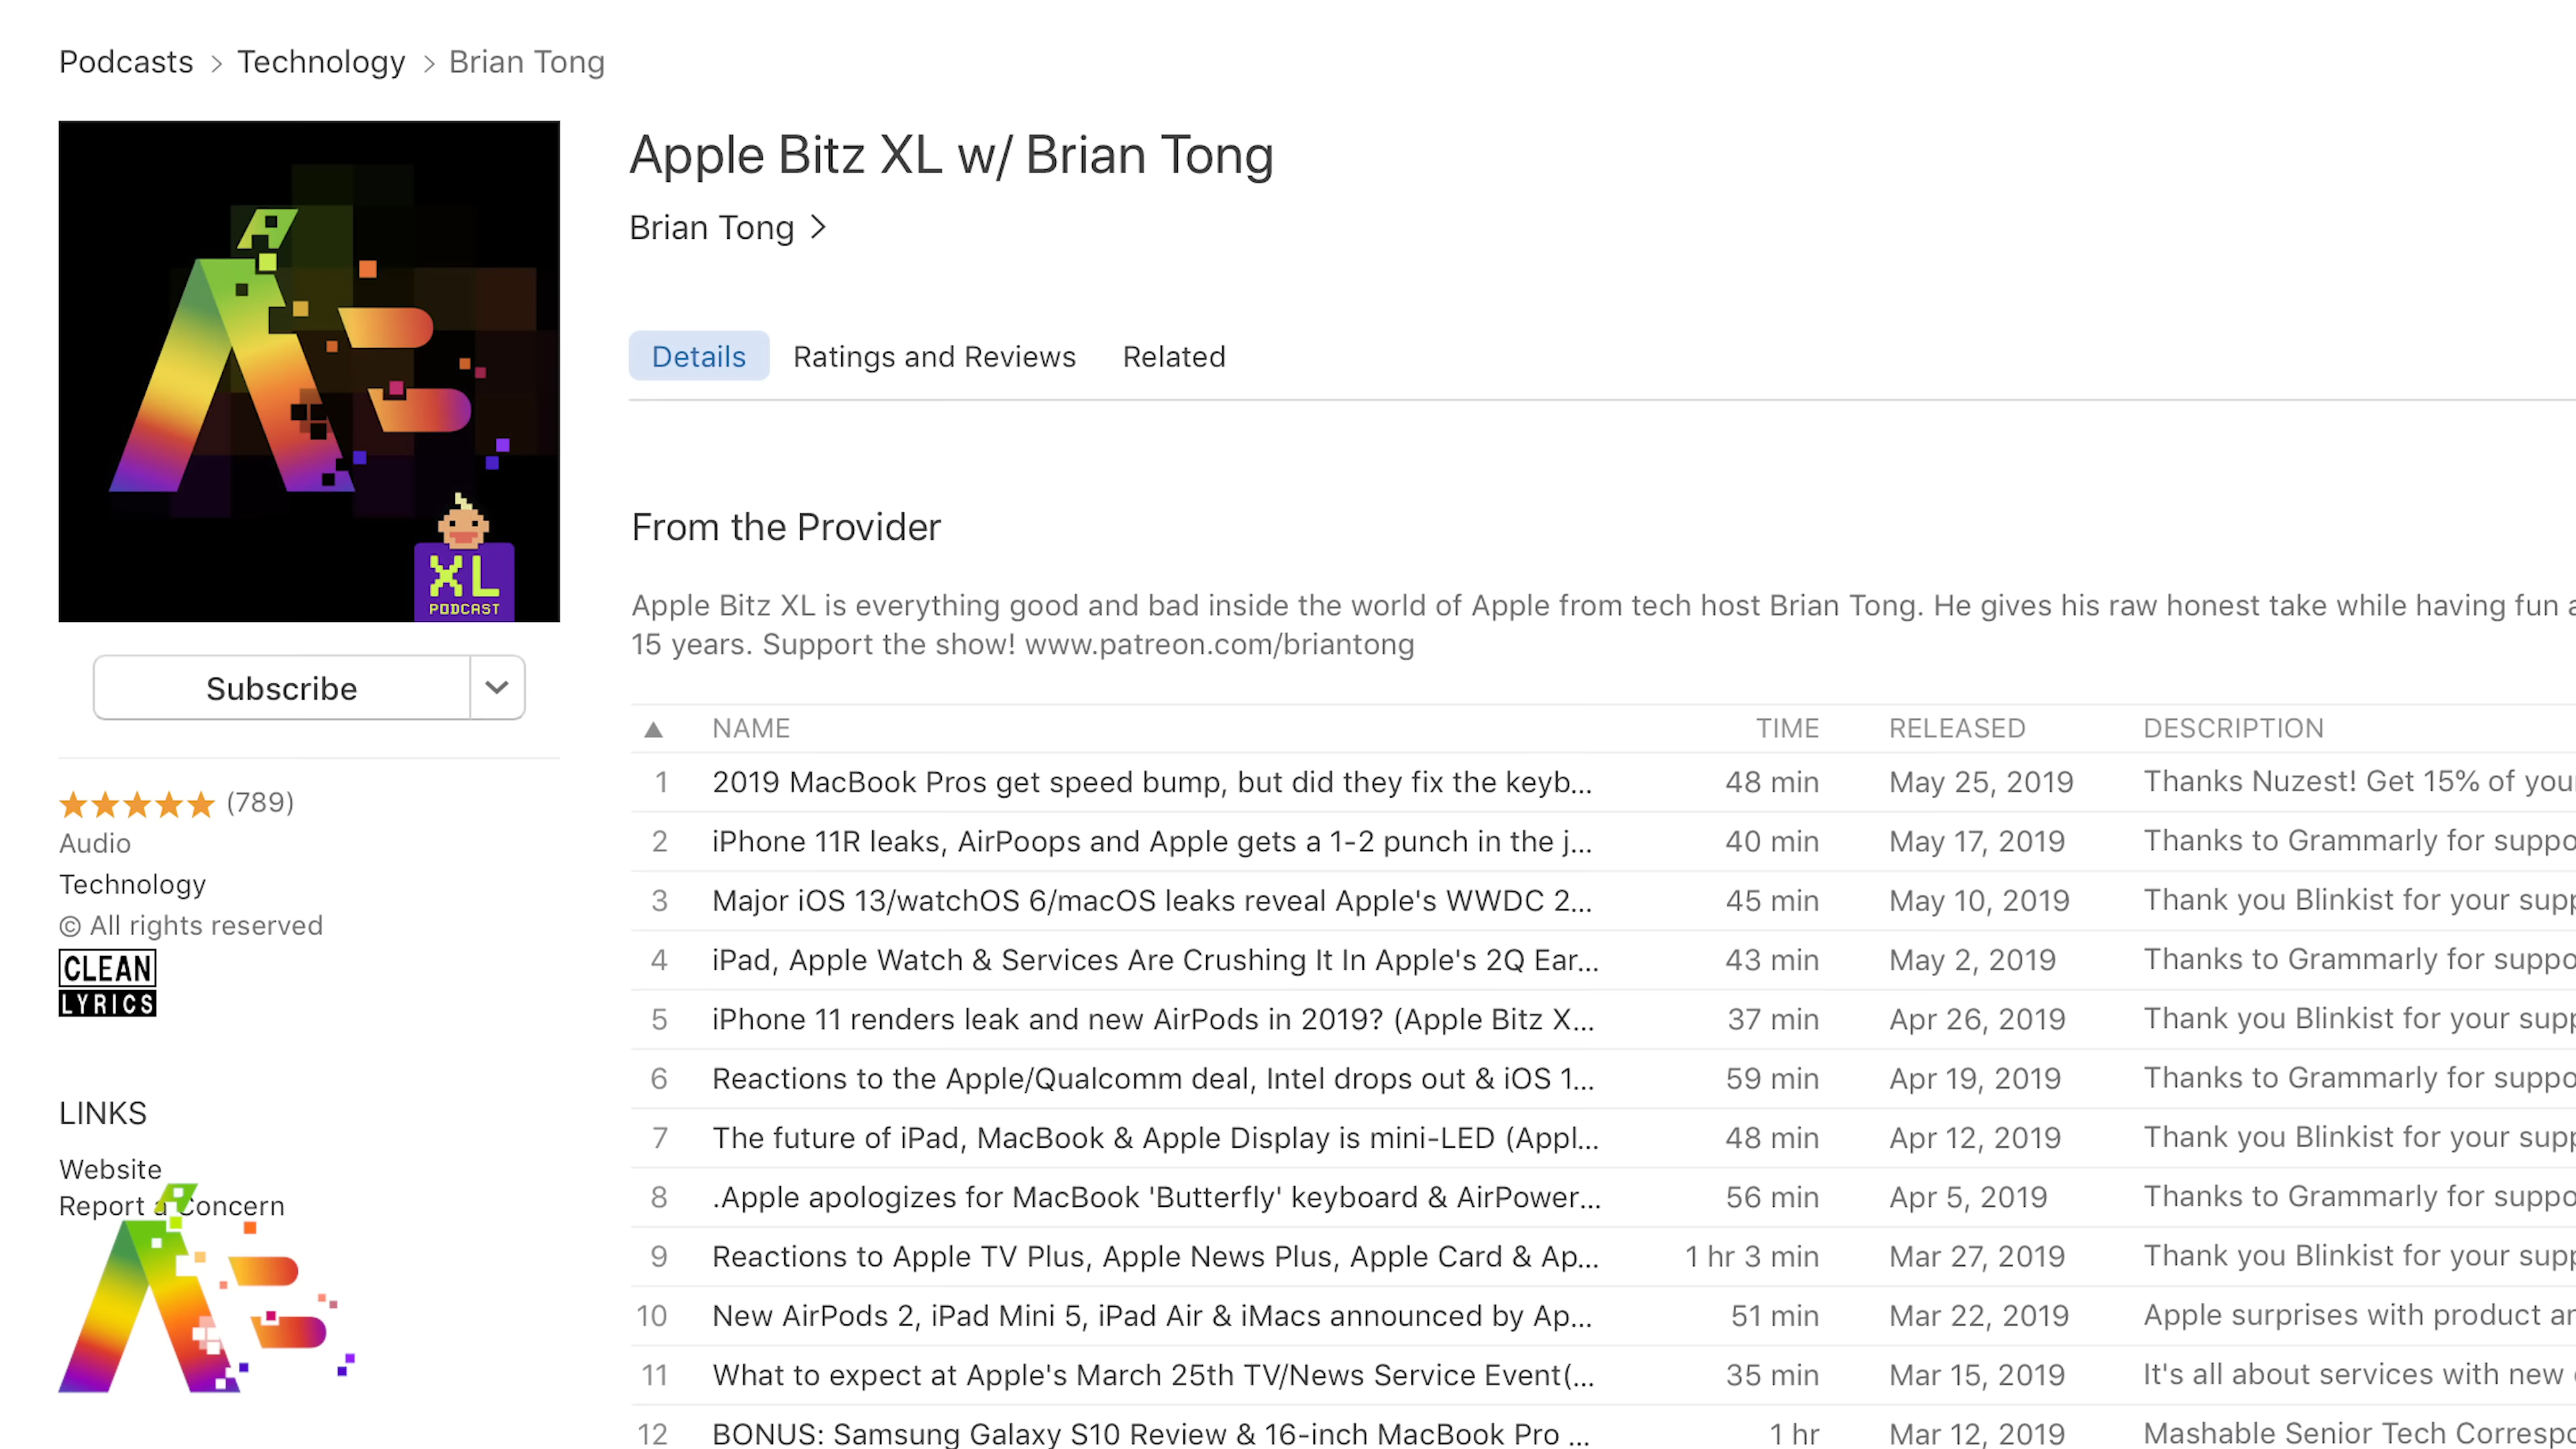 Podcasts > Technology > Brian Tong
Apple Bitz XL w/ Brian Tong
Brian Tong >
Details Ratings and Reviews Related
XL
PODCAST
Subscribe
(789)
Audio
Technology
© All rights reserved
CLEAN
LYRICS
LINKS
Website
Report a Concern
From the Provider
Apple Bitz XL is everything good and bad inside the world of Apple from tech host Brian Tong. He gives his raw honest take while having fun
15 years. Support the show! www.patreon.com/briantong
▲ NAME TIME RELEASED DESCRIPTION
1 2019 MacBook Pros get speed bump, but did they fix the keyb... 48 min May 25, 2019 Thanks Nuzest! Get 15% of you
2 iPhone 11R leaks, AirPoops and Apple gets a 1-2 punch in the j... 40 min May 17, 2019 Thanks to Grammarly for suppo
3 Major iOS 13/watchOS 6/macOS leaks reveal Apple's WWDC 2... 45 min May 10, 2019 Thank you Blinkist for your supp
4 iPad, Apple Watch & Services Are Crushing It In Apple's 2Q Ear... 43 min May 2, 2019 Thanks to Grammarly for suppo
5 iPhone 11 renders leak and new AirPods in 2019? (Apple Bitz X... 37 min Apr 26, 2019 Thank you Blinkist for your supp
6 Reactions to the Apple/Qualcomm deal, Intel drops out & iOS 1... 59 min Apr 19, 2019 Thanks to Grammarly for suppo
7 The future of iPad, MacBook & Apple Display is mini-LED (Appl... 48 min Apr 12, 2019 Thank you Blinkist for your supp
8 .Apple apologizes for MacBook 'Butterfly' keyboard & AirPower... 56 min Apr 5, 2019 Thanks to Grammarly for suppo
9 Reactions to Apple TV Plus, Apple News Plus, Apple Card & Ap... 1 hr 3 min Mar 27, 2019 Thank you Blinkist for your supp
10 New AirPods 2, iPad Mini 5, iPad Air & iMacs announced by Ap... 51 min Mar 22, 2019 Apple surprises with product an
11 What to expect at Apple's March 25th TV/News Service Event(... 35 min Mar 15, 2019 It's all about services with new
12 BONUS: Samsung Galaxy S10 Review & 16-inch MacBook Pro ... 1 hr Mar 12, 2019 Mashable Senior Tech Correspo